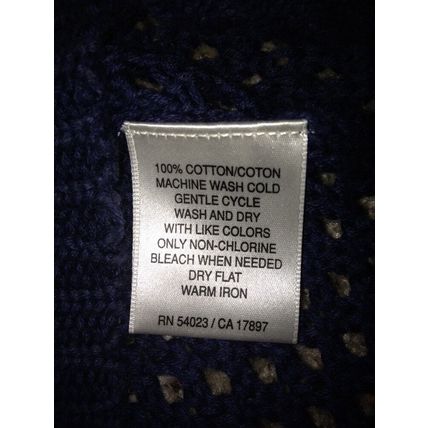 100% COTTON/COTON
MACHINE WASH COLD
GENTLE CYCLE
WASH AND DRY
WITH LIKE COLORS
ONLY NON-CHLORINE
BLEACH WHEN NEEDED
DRY FLAT
WARM IRON
RN 54023 / CA 17897